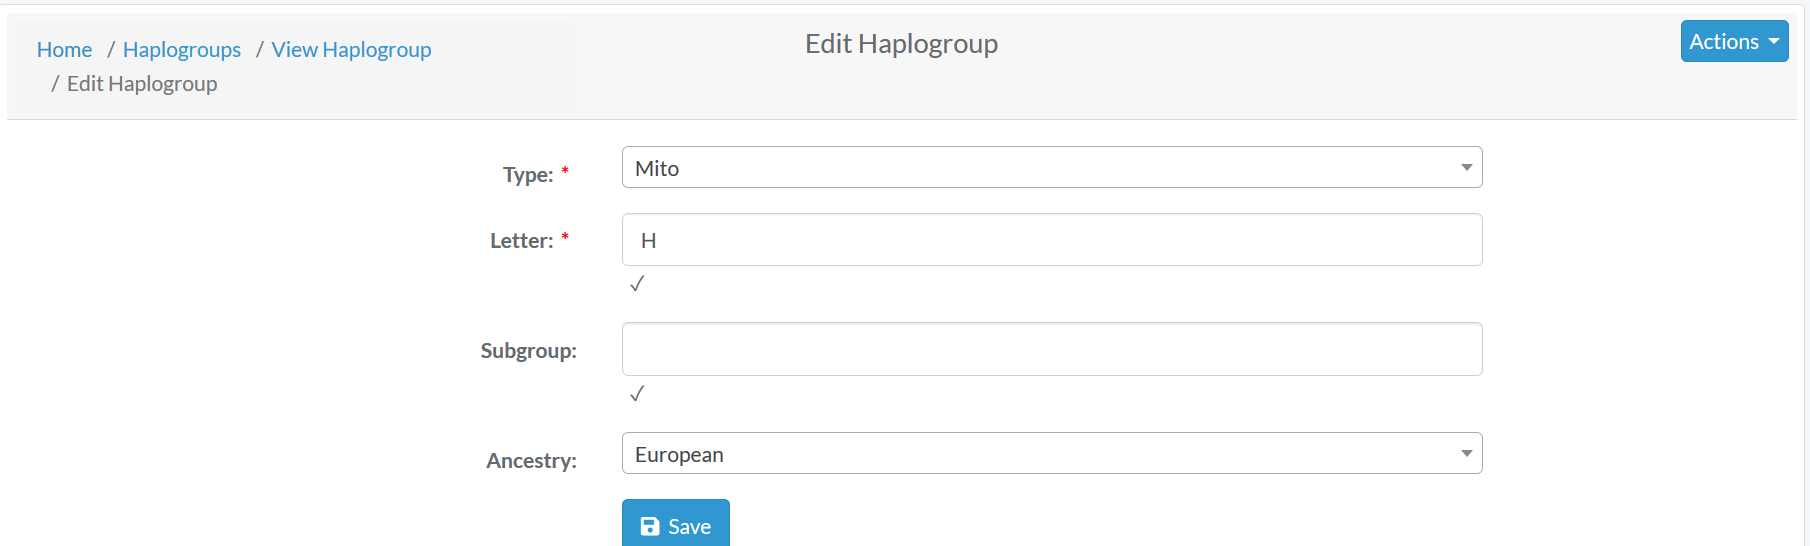 Home / Haplogroups / View Haplogroup
/ Edit Haplogroup
Edit Haplogroup
Actions
Type: *
Mito
Letter: *
H
✓
Subgroup:
✓
Ancestry:
European
Save